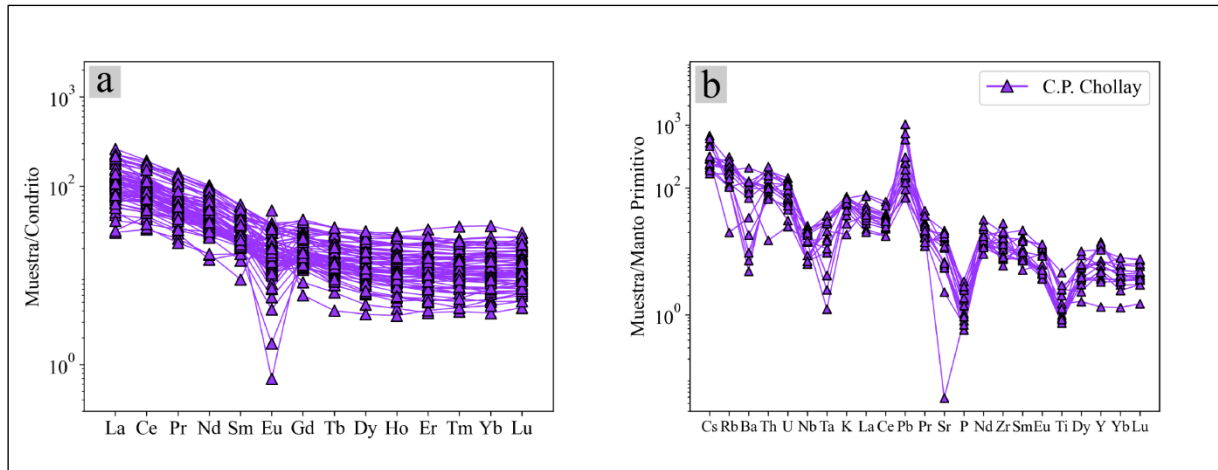 a
Muestra/Condrito
10³
10²
10⁰
La Ce Pr Nd Sm Eu Gd Tb Dy Ho Er Tm Yb Lu
b
C.P. Chollay
Muestra/Manto Primitivo
10³
10²
10⁰
Cs Rb Ba Th U Nb Ta K La Ce Pb Pr Sr P Nd Zr Sm Eu Ti Dy Y Yb Lu